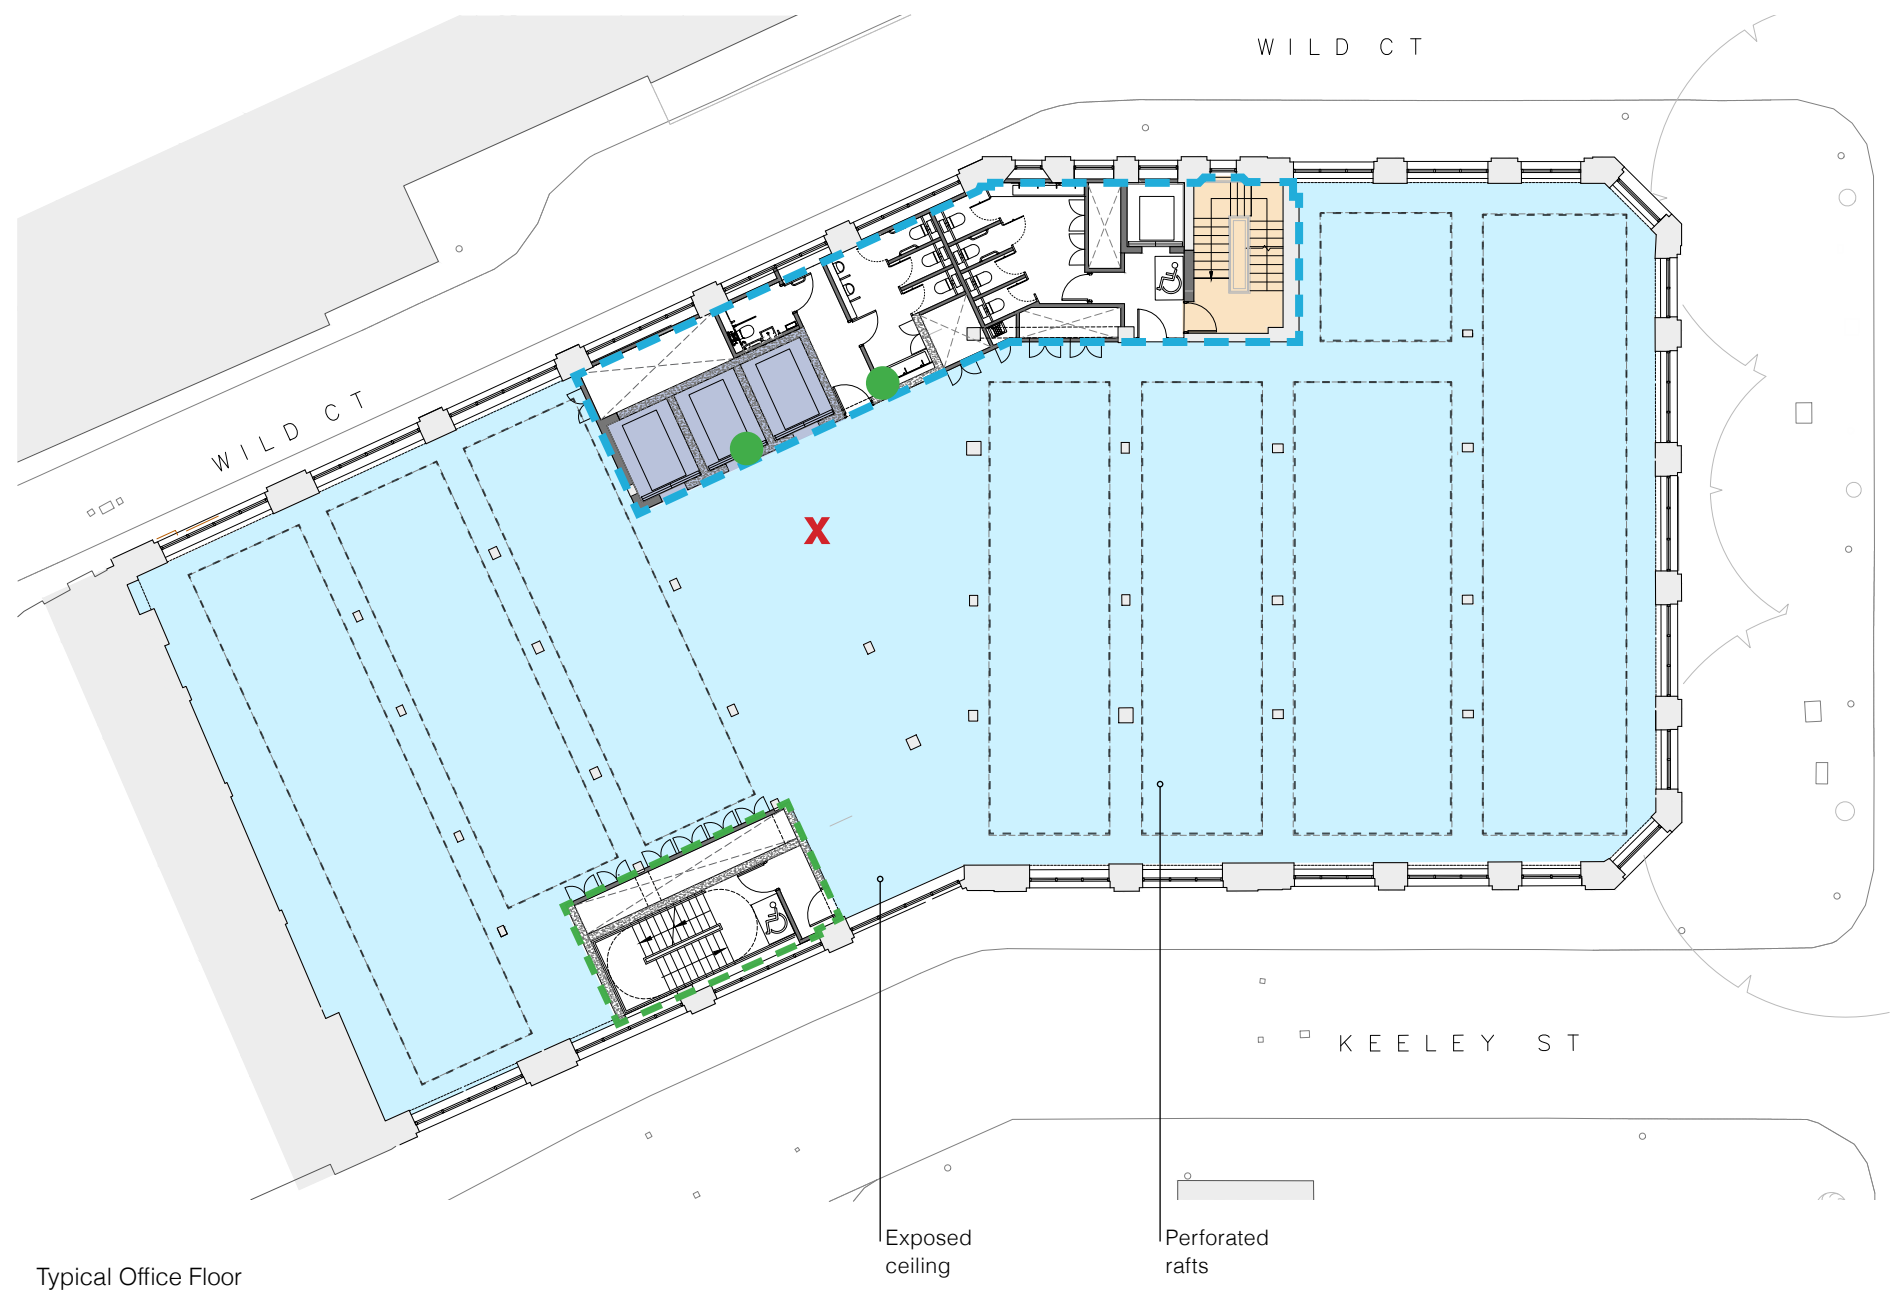 WILD CT
WILD CT
X
KEELEY ST
Exposed
ceiling
Perforated
rafts
Typical Office Floor